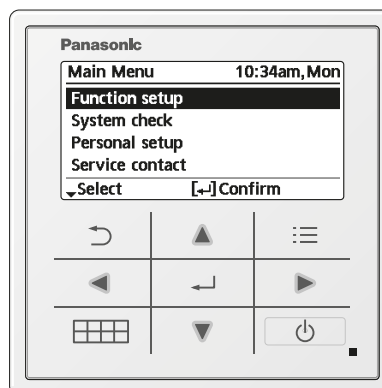 Panasonic
Main Menu 10:34am,Mon
Function setup
System check
Personal setup
Service contact
Select [↵]Confirm